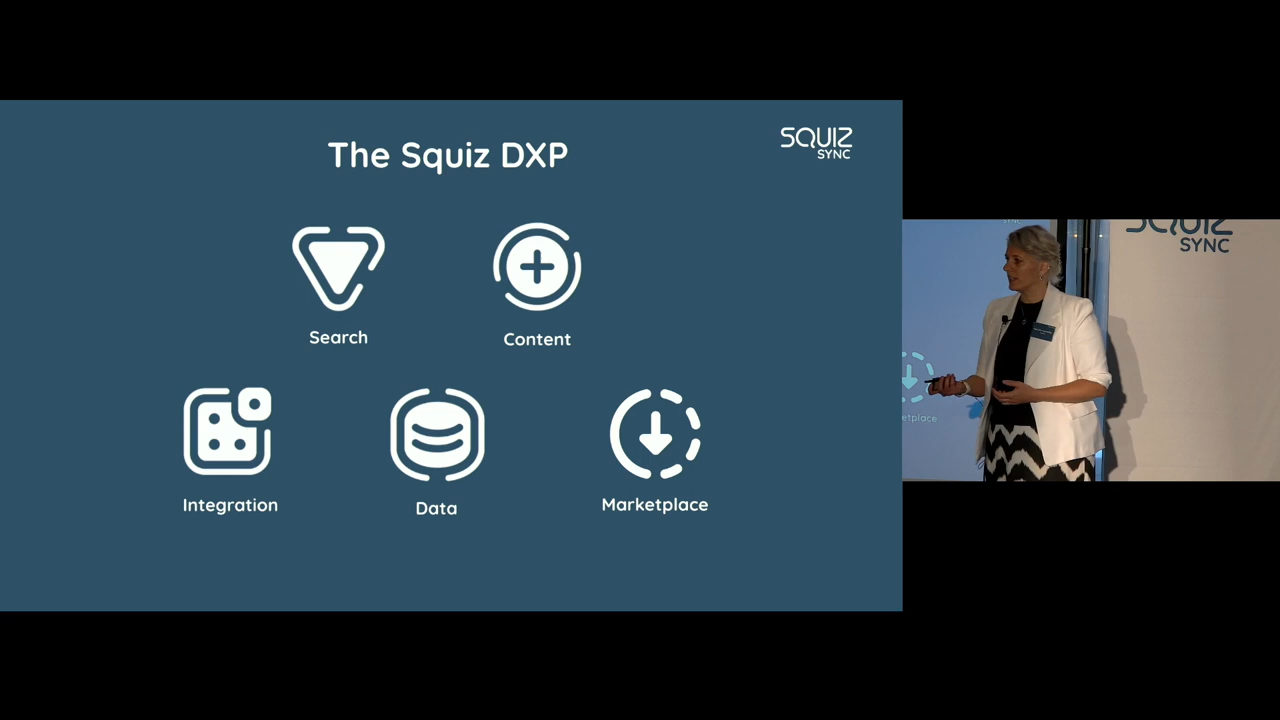 The Squiz DXP
SQUIZ
SYNC
Search
Content
Integration
Data
Marketplace
SQUIZ
SYNC
etplace